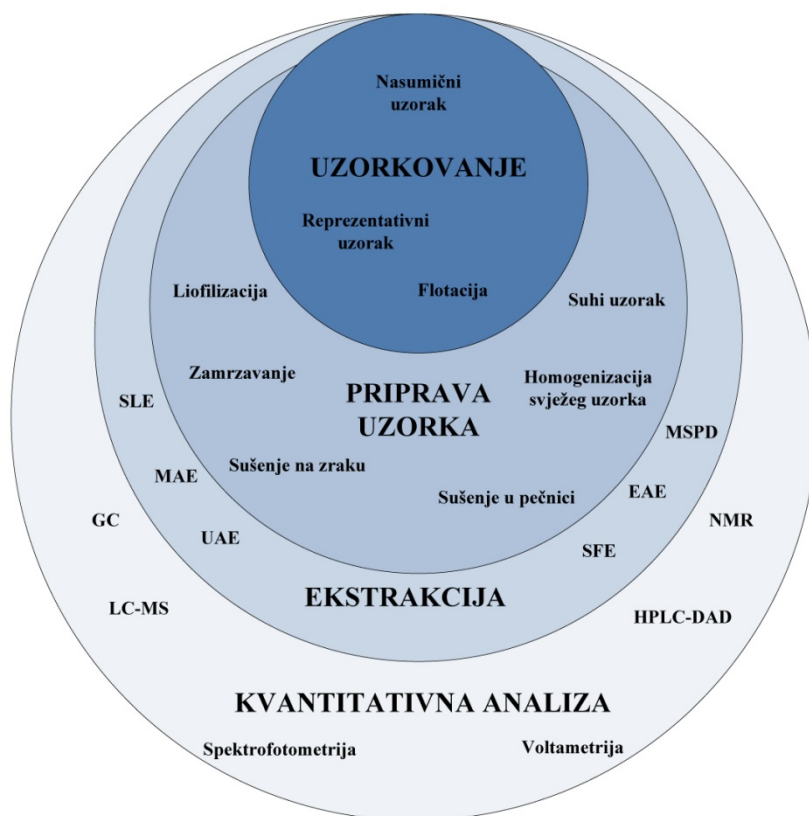 Nasumični
uzorak
UZORKOVANJE
Reprezentativni
uzorak
Liofilizacija
Flotacija
Suhi uzorak
Zamrzavanje
Homogenizacija
svježeg uzorka
PRIPRAVA
UZORKA
SLE
MSPD
Sušenje na zraku
MAE
Sušenje u pečnici
EAE
GC
NMR
UAE
SFE
EKSTRAKCIJA
LC-MS
HPLC-DAD
KVANTITATIVNA ANALIZA
Spektrofotometrija
Voltametrija